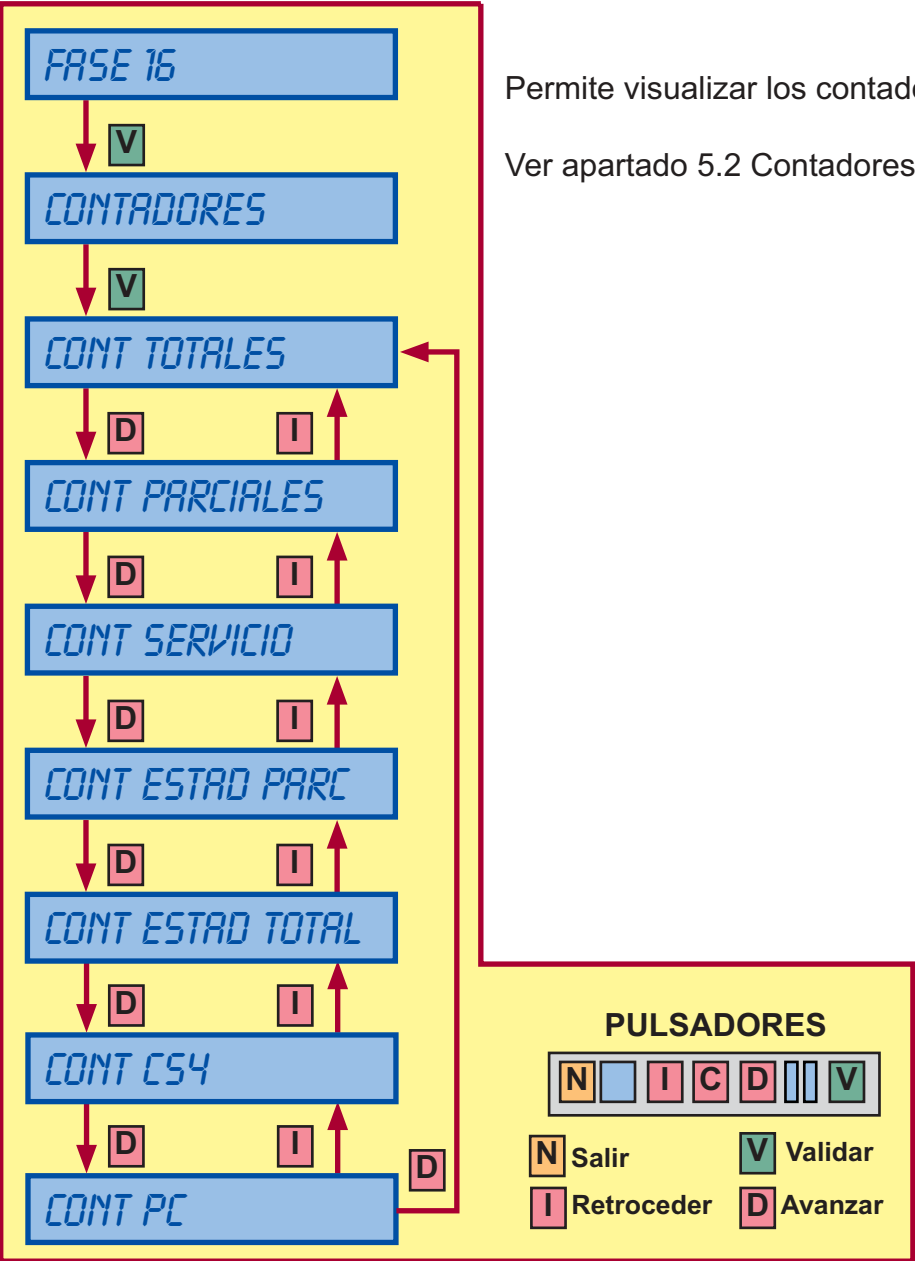 FASE 16
Permite visualizar los contad
V
Ver apartado 5.2 Contadores
CONTADORES
V
CONT TOTALES
D I
CONT PARCIALES
D I
CONT SERVICIO
D I
CONT ESTAD PARC
D I
CONT ESTAD TOTAL
D I
CONT CS4
D I D
CONT PC
PULSADORES
N I C D V
N Salir V Validar
I Retroceder D Avanzar